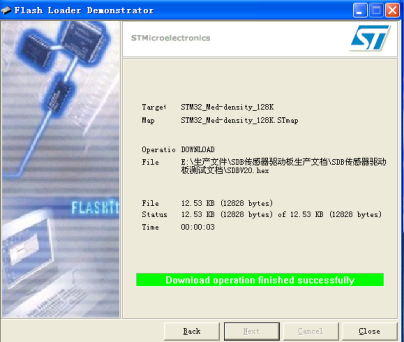 Flash Loader Demonstrator
STMicroelectronics
ST
Target STM32_Med-density_128K
Map STM32_Med-density_128K.STmap
Operatio DOWNLOAD
File E:\生产文件\SDB传感器驱动板生产文档\SDB传感器驱动
板测试文档\SDBV20.hex
FLASHIt
File 12.53 KB (12828 bytes)
Status 12.53 KB (12828 bytes) of 12.53 KB (12828 bytes)
Time 00:00:03
Download operation finished successfully
Back Next Cancel Close